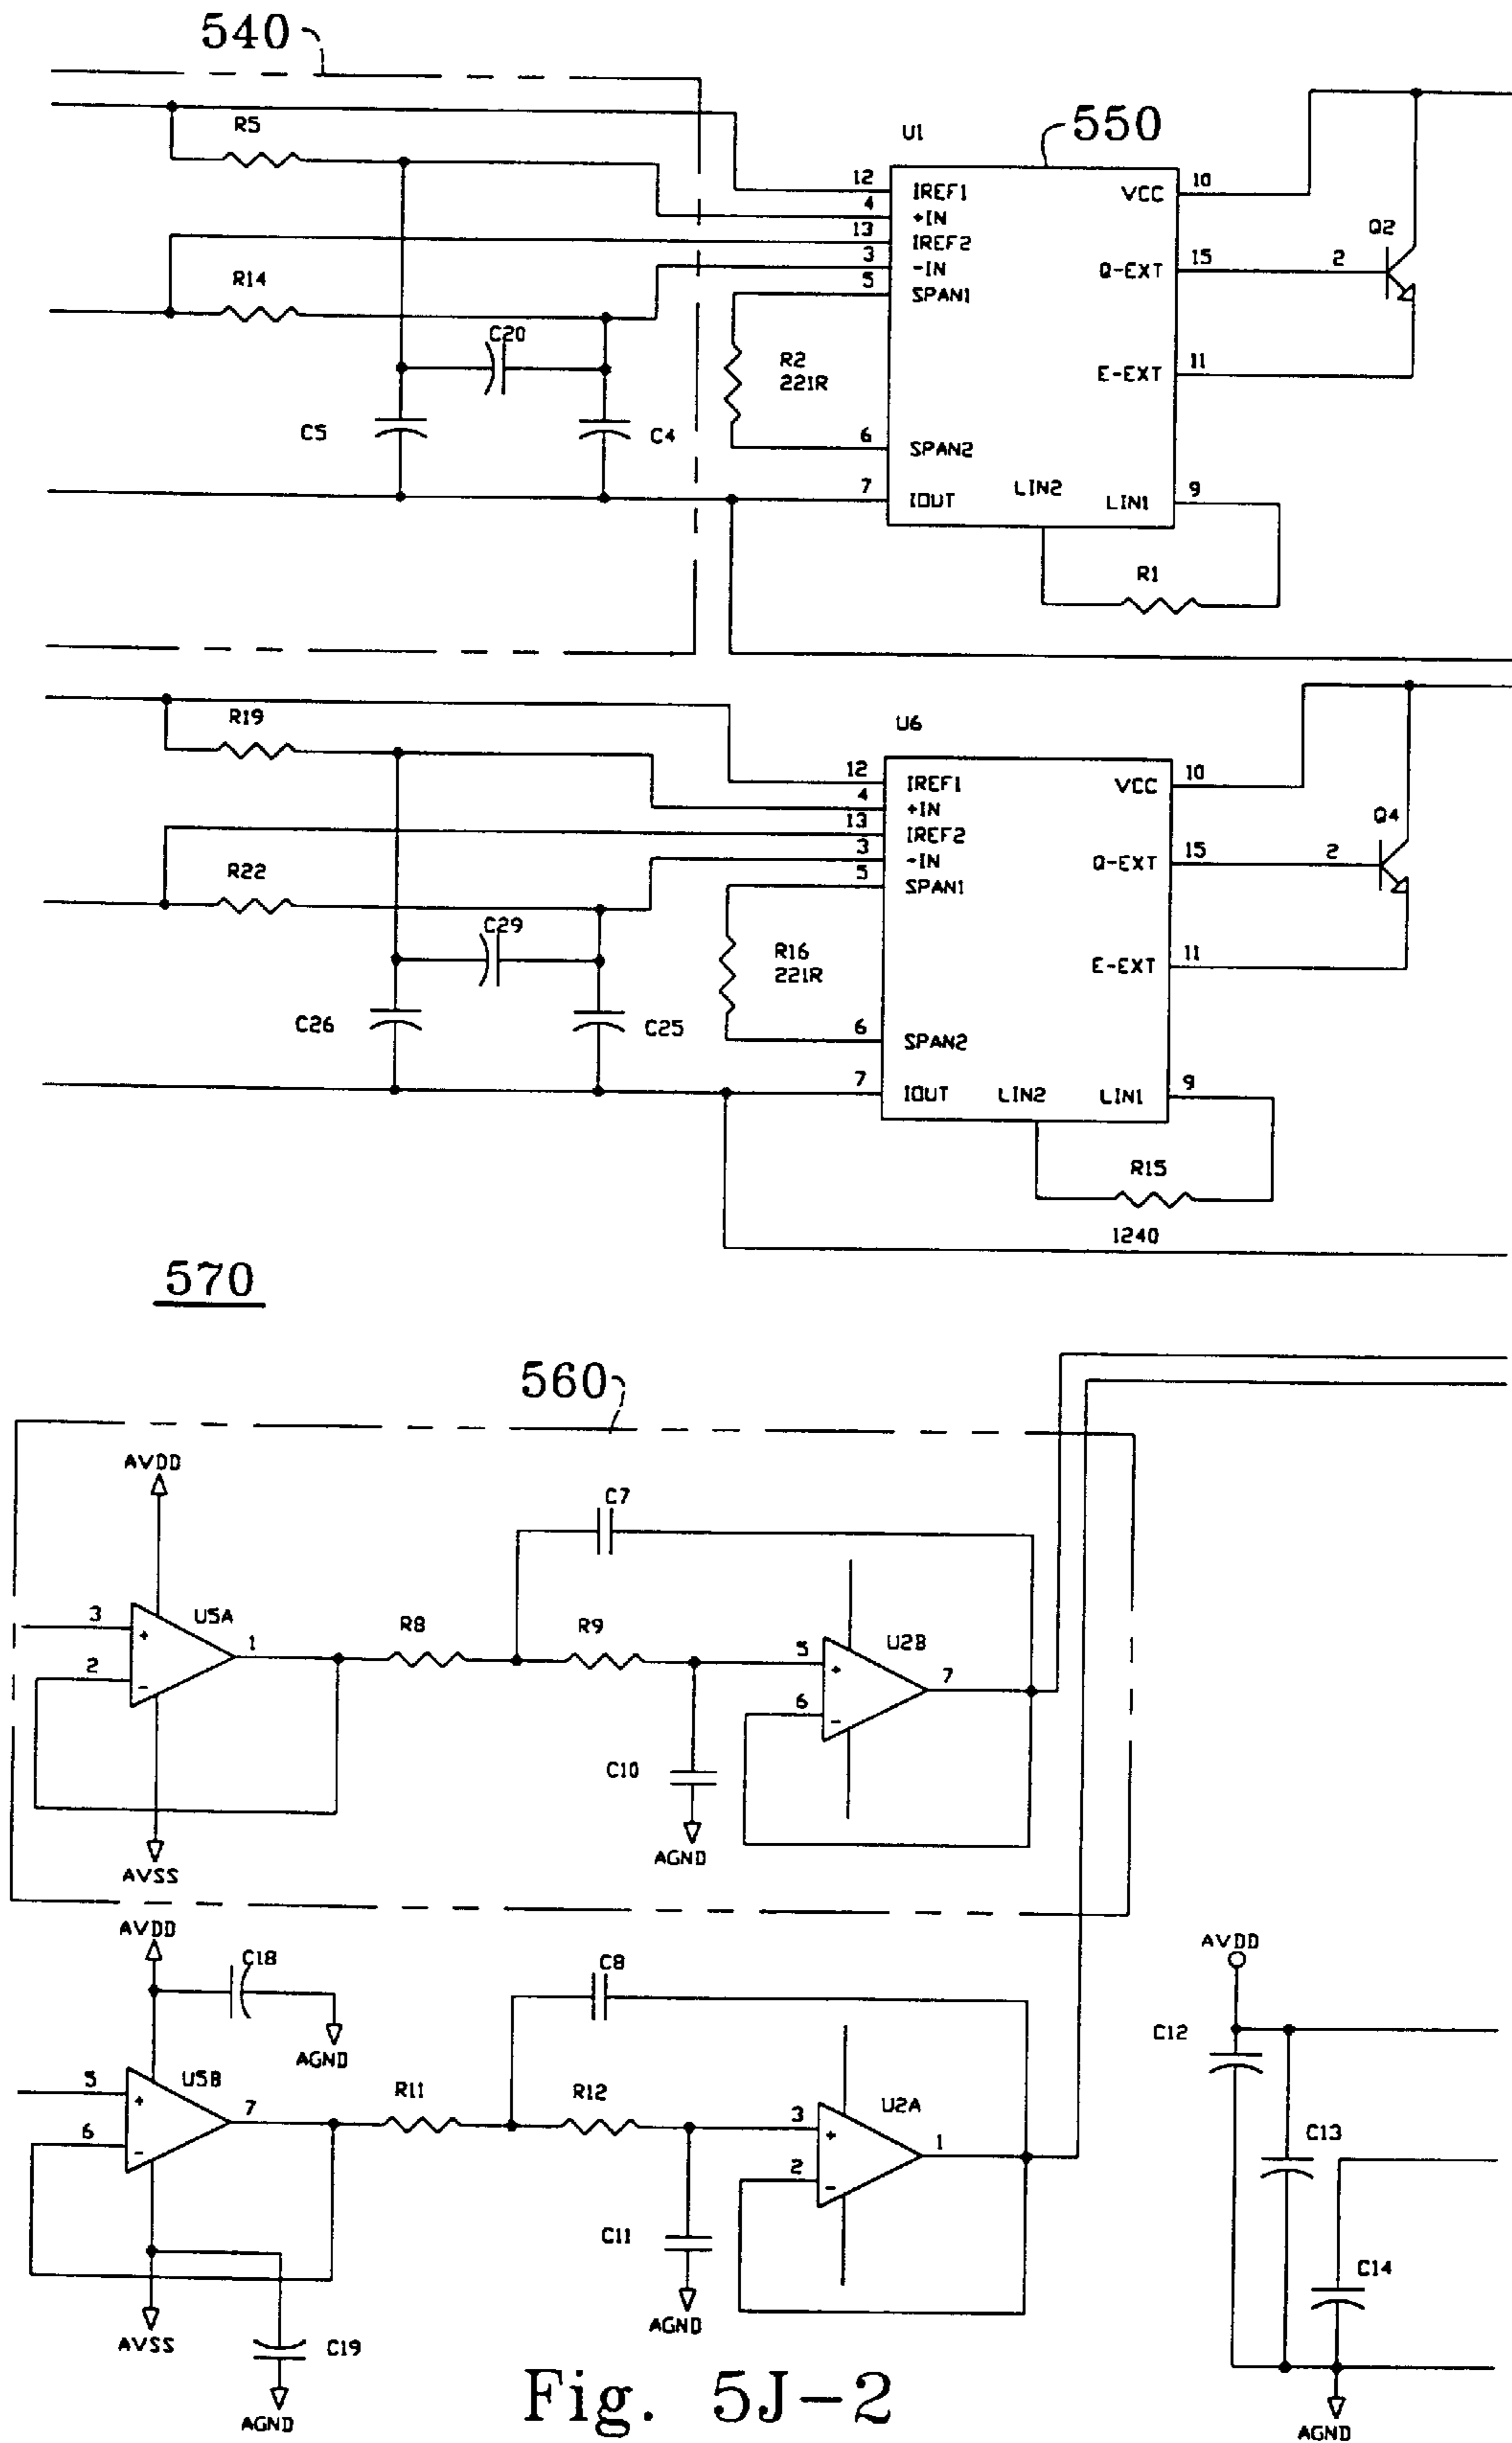 540
R5
U1
550
12
IREF1
VCC
10
4
+IN
13
IREF2
Q2
3
-IN
Q-EXT
15
2
R14
5
SPAN1
C20
R2
221R
E-EXT
11
C5
C4
6
SPAN2
7
IOUT
LIN2
LIN1
9
R1
R19
U6
12
IREF1
VCC
10
4
+IN
13
IREF2
Q4
3
-IN
Q-EXT
15
2
R22
5
SPAN1
C29
R16
221R
E-EXT
11
C26
C25
6
SPAN2
7
IOUT
LIN2
LIN1
9
R15
1240
570
560
AVDD
C7
3
+
U5A
1
R8
R9
5
+
U2B
7
2
-
6
-
C10
AGND
AVSS
AVDD
C18
C8
AVDD
AGND
C12
5
+
U5B
7
R11
R12
3
+
U2A
1
6
-
2
-
C13
C11
C14
AGND
AVSS
C19
AGND
AGND
Fig. 5J-2